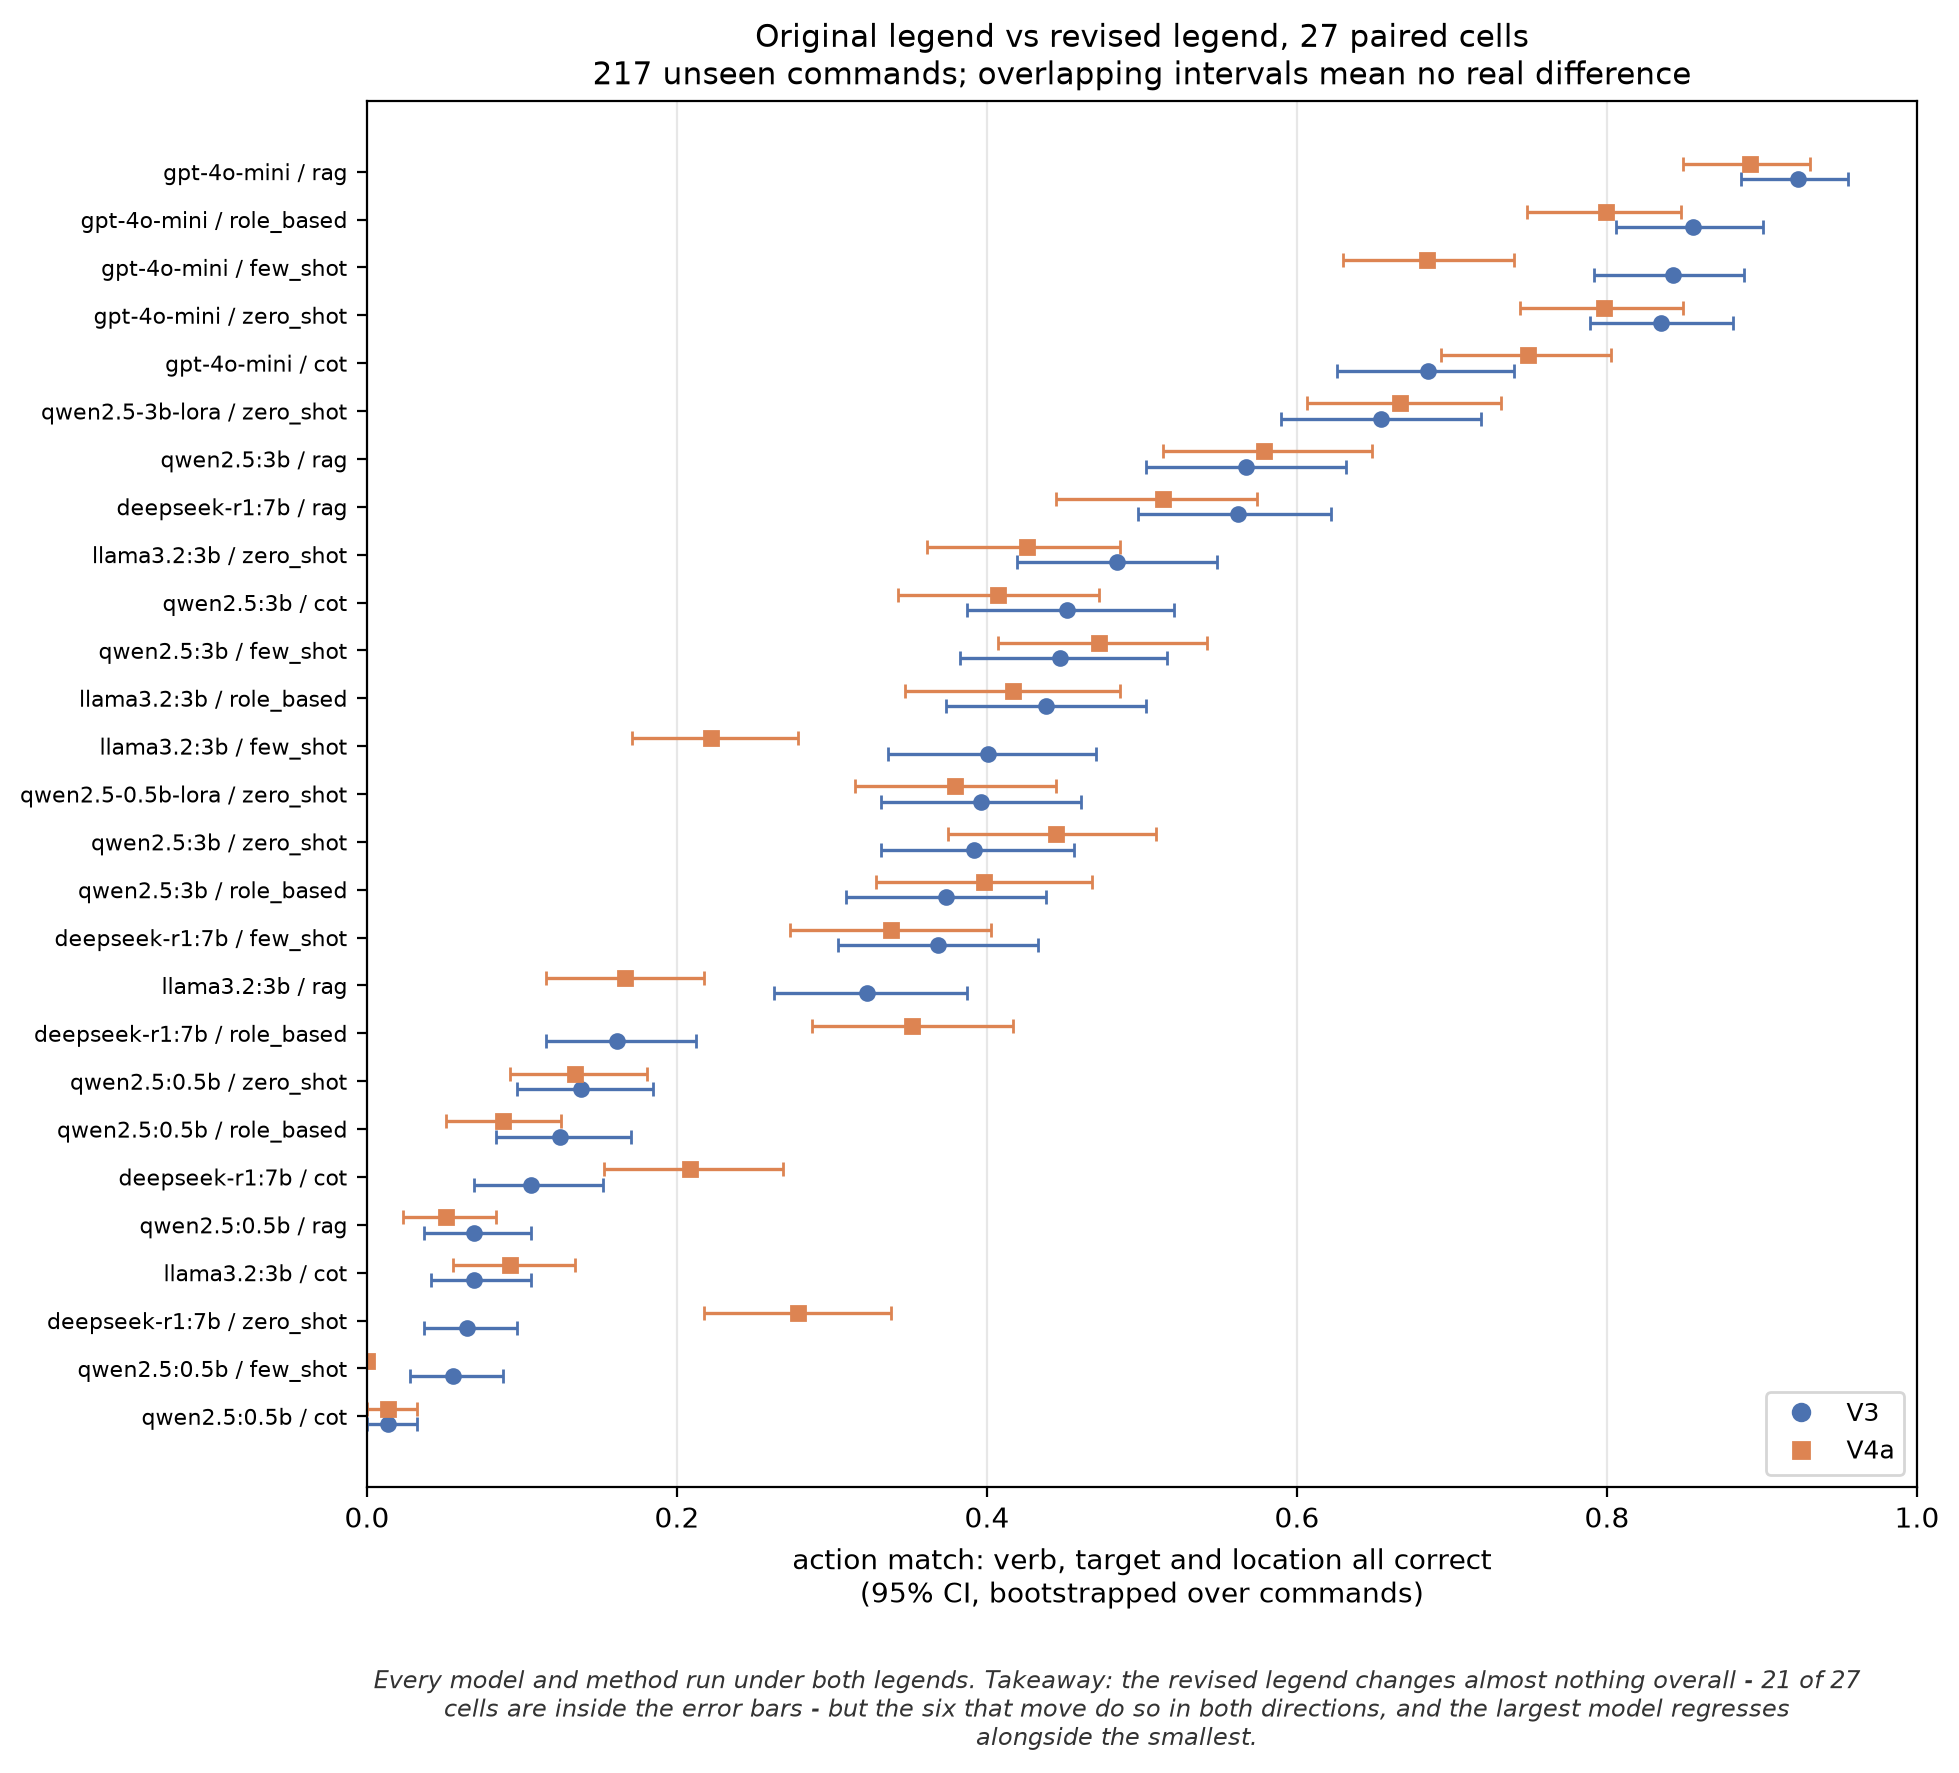 Original legend vs revised legend, 27 paired cells
217 unseen commands; overlapping intervals mean no real difference
gpt-4o-mini / rag
gpt-4o-mini / role_based
gpt-4o-mini / few_shot
gpt-4o-mini / zero_shot
gpt-4o-mini / cot
qwen2.5-3b-lora / zero_shot
qwen2.5:3b / rag
deepseek-r1:7b / rag
llama3.2:3b / zero_shot
qwen2.5:3b / cot
qwen2.5:3b / few_shot
llama3.2:3b / role_based
llama3.2:3b / few_shot
qwen2.5-0.5b-lora / zero_shot
qwen2.5:3b / zero_shot
qwen2.5:3b / role_based
deepseek-r1:7b / few_shot
llama3.2:3b / rag
deepseek-r1:7b / role_based
qwen2.5:0.5b / zero_shot
qwen2.5:0.5b / role_based
deepseek-r1:7b / cot
qwen2.5:0.5b / rag
llama3.2:3b / cot
deepseek-r1:7b / zero_shot
qwen2.5:0.5b / few_shot
qwen2.5:0.5b / cot
V3
V4a
0.0 0.2 0.4 0.6 0.8 1.0
action match: verb, target and location all correct
(95% CI, bootstrapped over commands)
Every model and method run under both legends. Takeaway: the revised legend changes almost nothing overall - 21 of 27
cells are inside the error bars - but the six that move do so in both directions, and the largest model regresses
alongside the smallest.